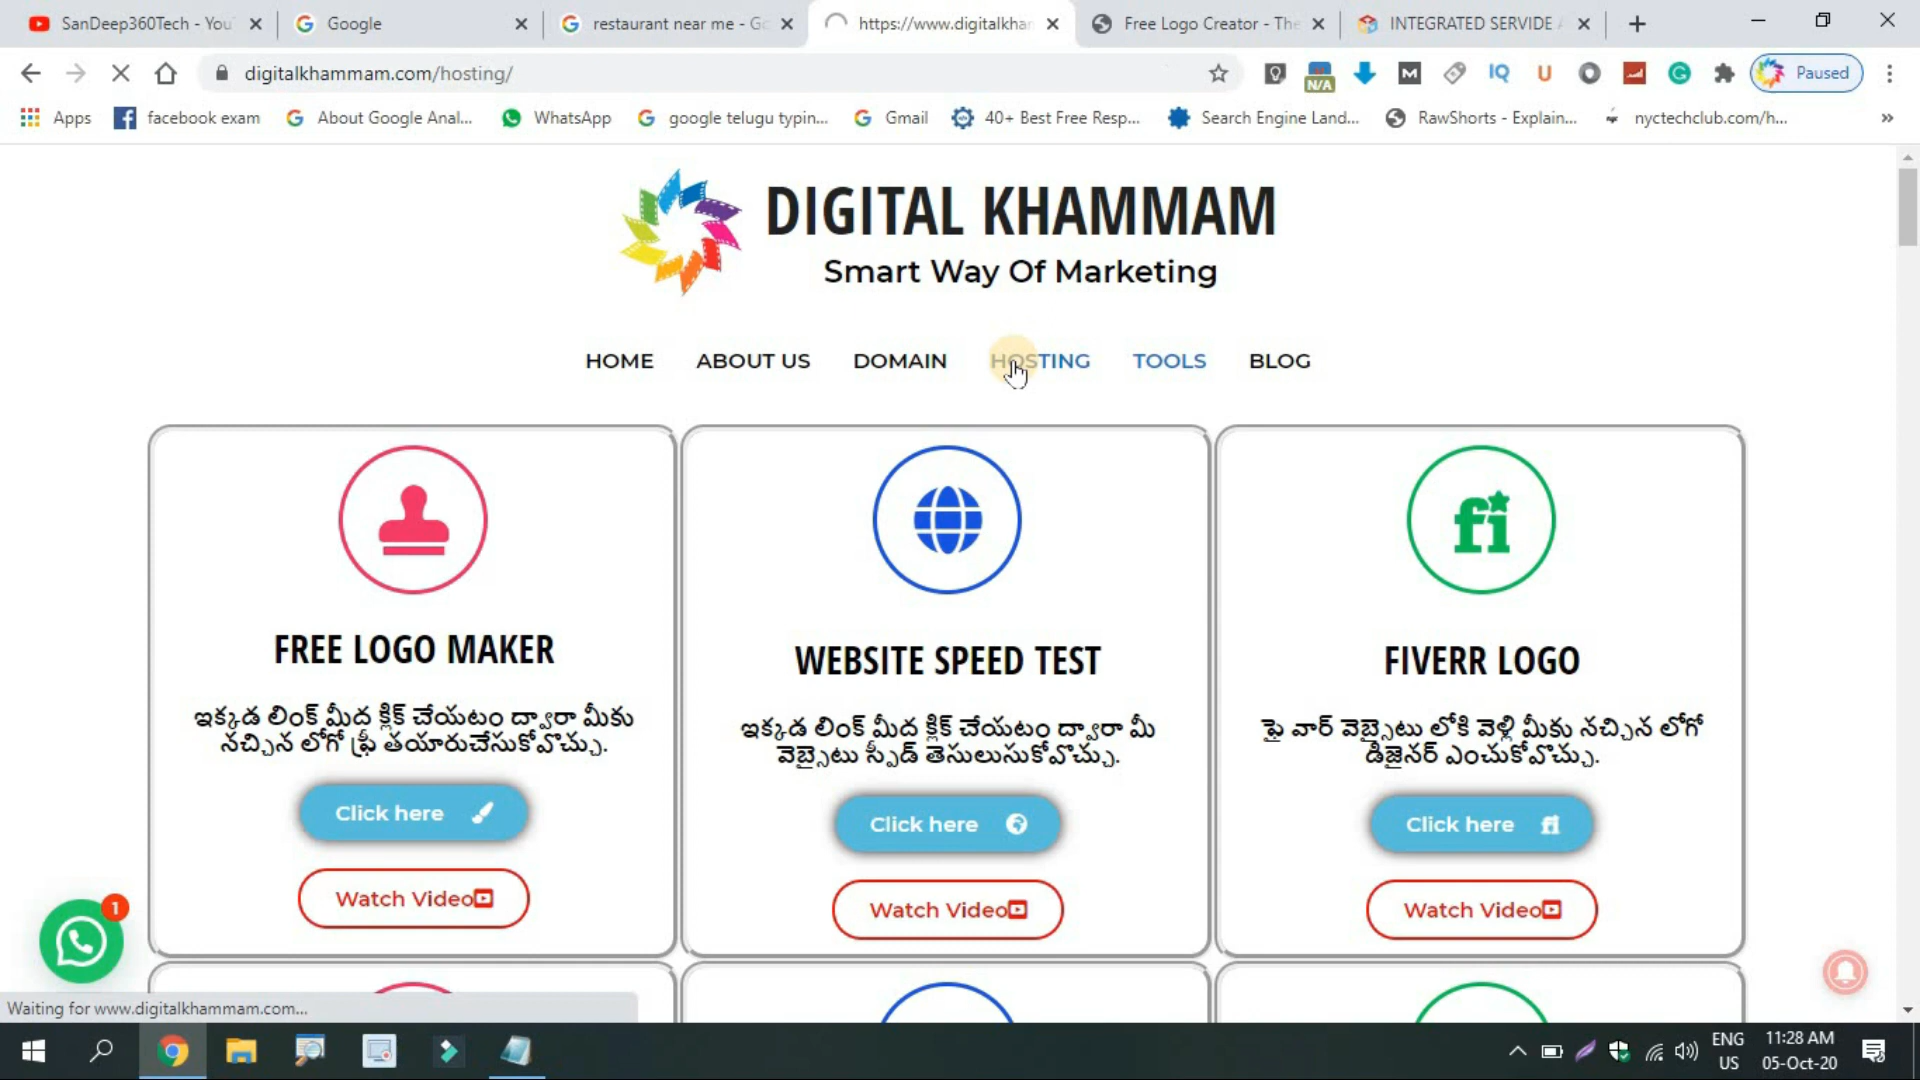 SanDeep360Tech - You
Google
restaurant near me - Go
https://www.digitalkham
Free Logo Creator - The
INTEGRATED SERVIDE
digitalkhammam.com/hosting/
N/A
IQ
U
Paused
Apps
facebook exam
About Google Anal...
WhatsApp
google telugu typin...
Gmail
40+ Best Free Resp...
Search Engine Land...
RawShorts - Explain...
nyctechclub.com/h...
DIGITAL KHAMMAM
Smart Way Of Marketing
HOME
ABOUT US
DOMAIN
HOSTING
TOOLS
BLOG
FREE LOGO MAKER
ఇక్కడ లింక్ మీద క్లిక్ చేయటం ద్వారా మీకు
నచ్చిన లోగో ఫ్రీ తయారుచేసుకోవొచ్చు.
Click here
Watch Video
WEBSITE SPEED TEST
ఇక్కడ లింక్ మీద క్లిక్ చేయటం ద్వారా మీ
వెబ్సైటు స్పీడ్ తెసులుసుకోవొచ్చు.
Click here
Watch Video
FIVERR LOGO
ఫై వార్ వెబ్సైటు లోకి వెళ్లి మీకు నచ్చిన లోగో
డిజైనర్ ఎంచుకోవొచ్చు.
Click here
Watch Video
1
Waiting for www.digitalkhammam.com...
ENG
US
11:28 AM
05-Oct-20